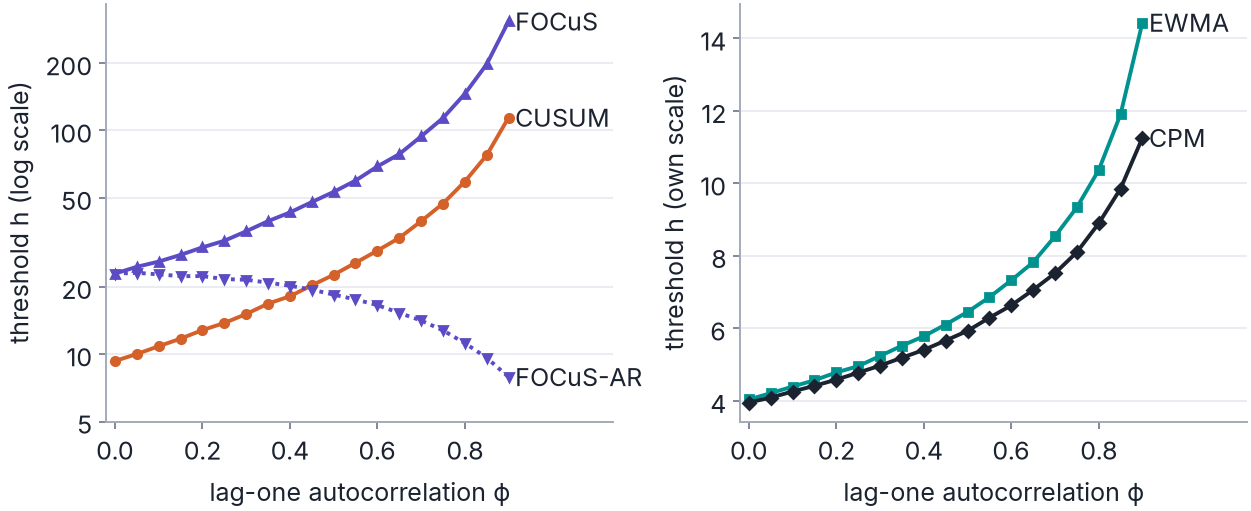 threshold h (log scale)
200
100
50
20
10
5
0.0 0.2 0.4 0.6 0.8
lag-one autocorrelation ϕ
FOCuS
CUSUM
FOCuS-AR
threshold h (own scale)
14
12
10
8
6
4
0.0 0.2 0.4 0.6 0.8
lag-one autocorrelation ϕ
EWMA
CPM